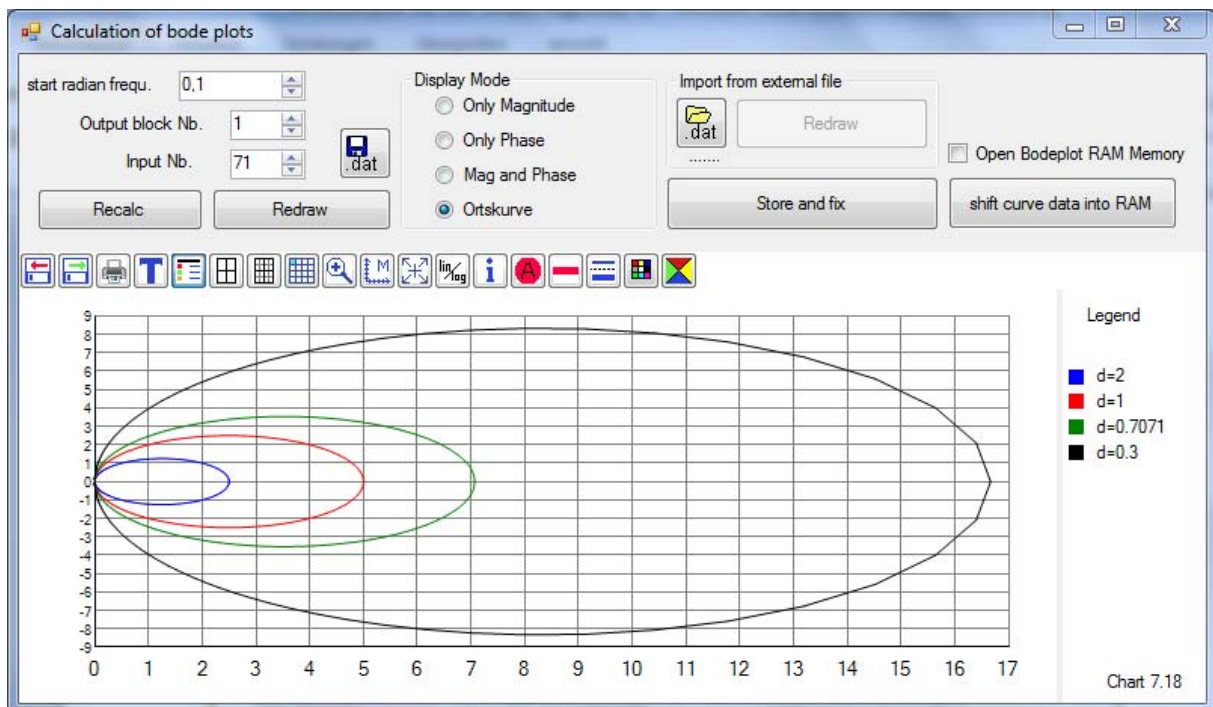 Calculation of bode plots
start radian frequ. 0,1
Output block Nb. 1
Input Nb. 71
.dat
Recalc Redraw
Display Mode
Only Magnitude
Only Phase
Mag and Phase
Ortskurve
Import from external file
.dat
.......
Redraw
Store and fix
Open Bodeplot RAM Memory
shift curve data into RAM
T M lin/log i A
9
8
7
6
5
4
3
2
1
0
-1
-2
-3
-4
-5
-6
-7
-8
-9
0 1 2 3 4 5 6 7 8 9 10 11 12 13 14 15 16 17
Legend
d=2
d=1
d=0.7071
d=0.3
Chart 7.18